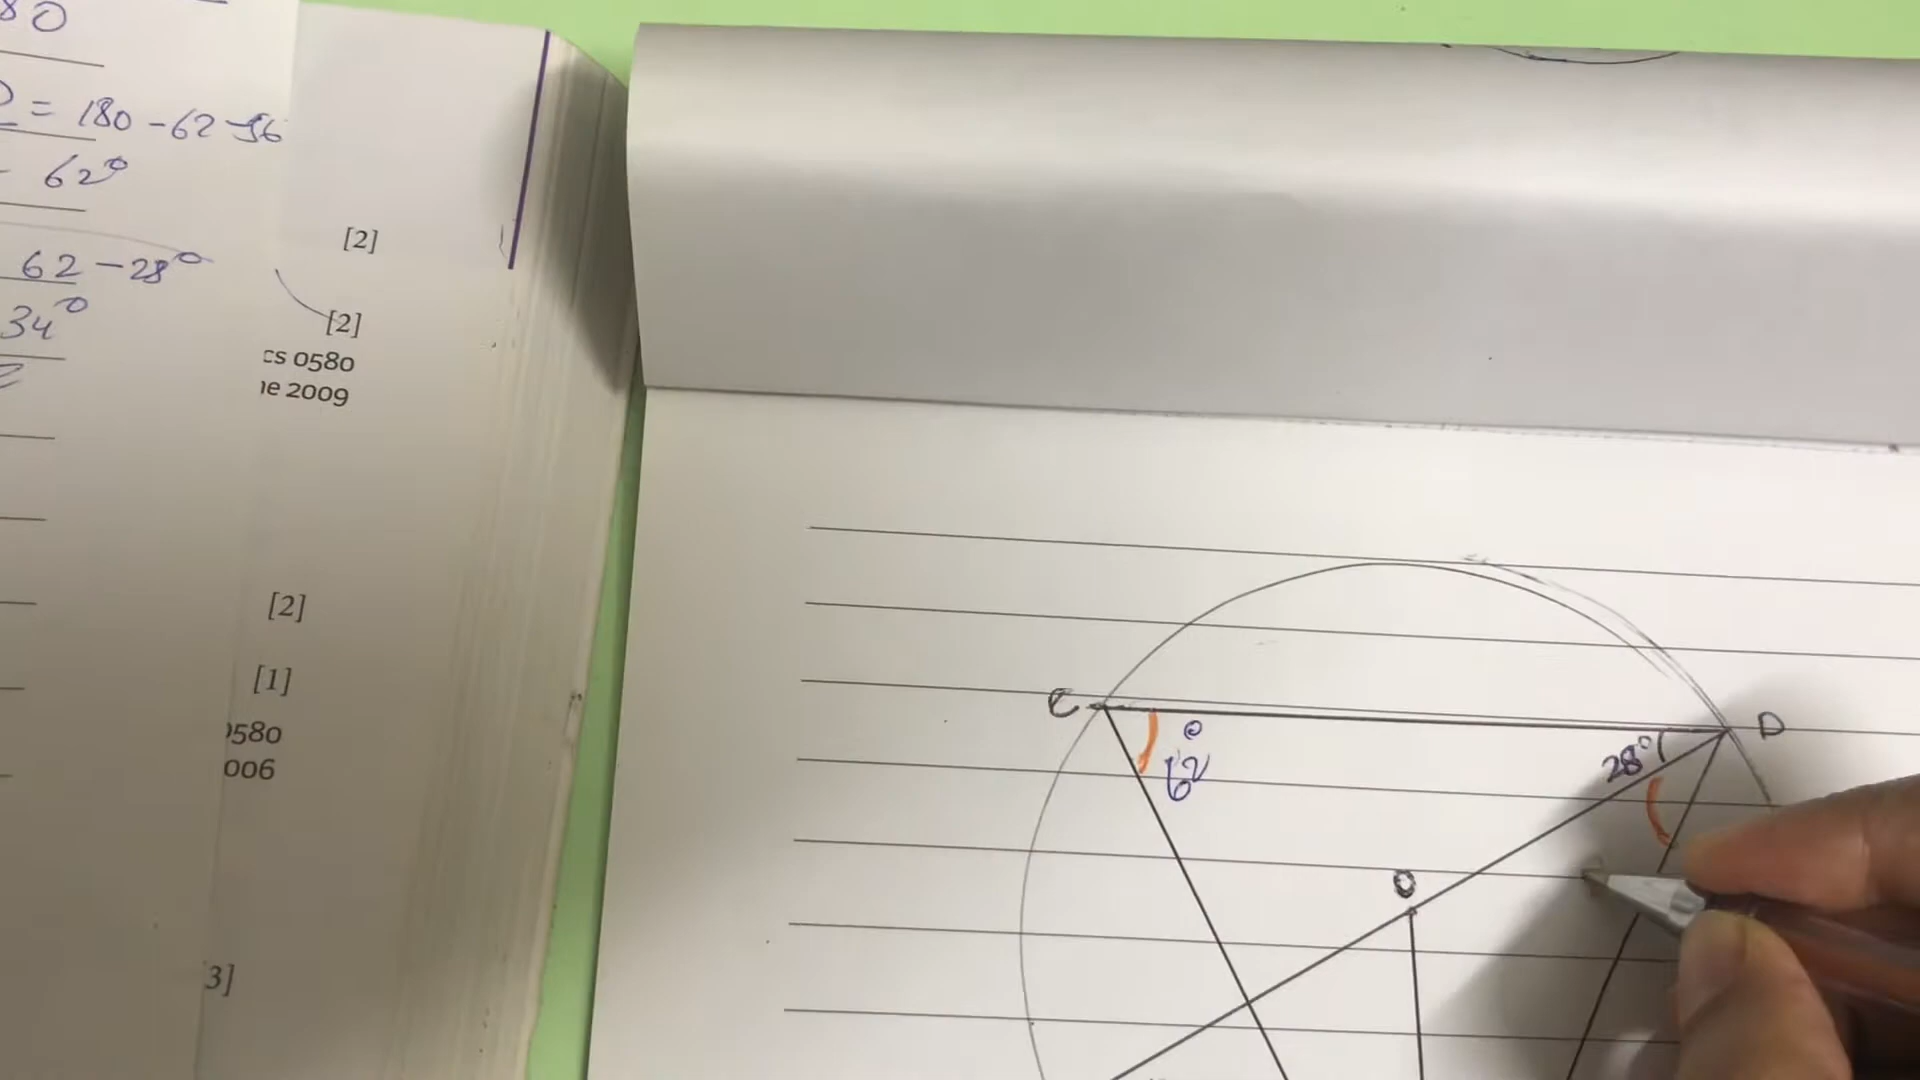 80
= 180 - 62 - 56
62°
62 - 28°
34°
[2]
[2]
cs 0580
ne 2009
[2]
[1]
0580
006
3]
C
D
62°
28°
O